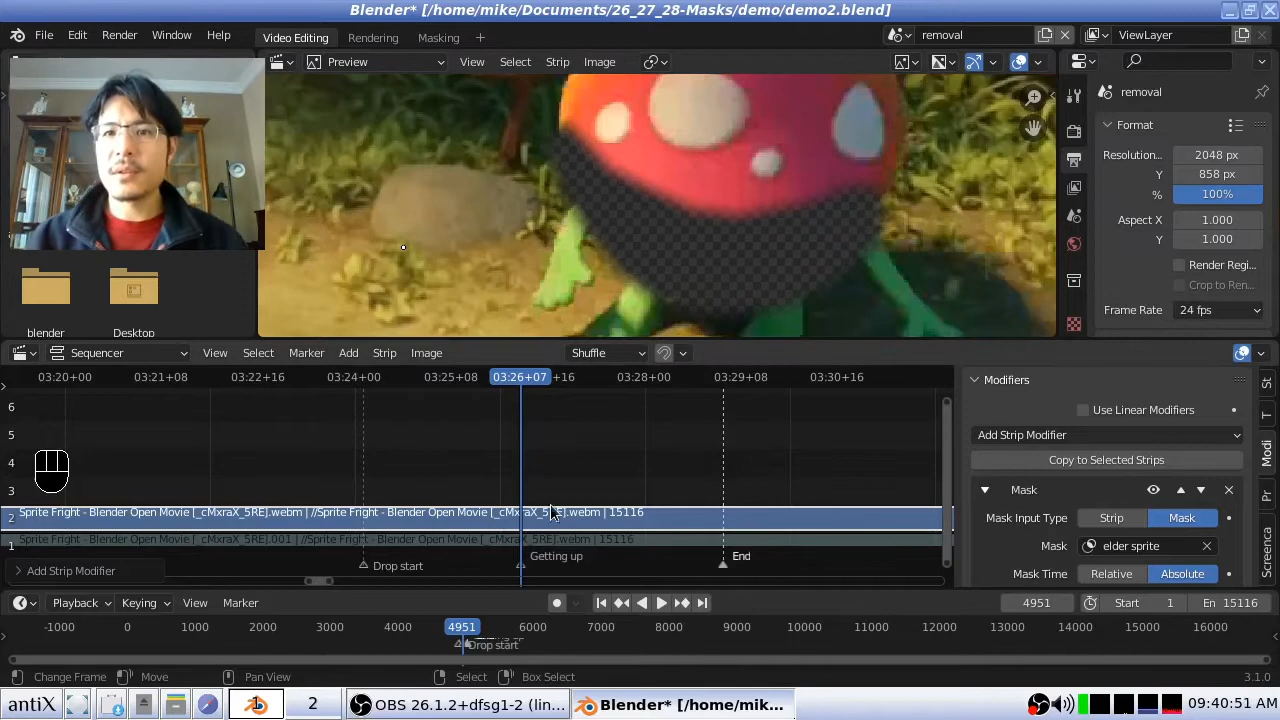 Blender* [/home/mike/Documents/26_27_28-Masks/demo/demo2.blend]
File Edit Render Window Help Video Editing Rendering Masking + removal ViewLayer
Preview View Select Strip Image
removal
Format
Resolution... 2048 px
Y 858 px
% 100%
Aspect X 1.000
Y 1.000
Render Regi...
Crop to Ren...
Frame Rate 24 fps
blender Desktop
Sequencer View Select Marker Add Strip Image Shuffle
03:20+00 03:21+08 03:22+16 03:24+00 03:25+08 03:26+07 +16 03:28+00 03:29+08 03:30+16
6
5
4
3
2 Sprite Fright - Blender Open Movie [_cMxraX_5RE].webm | //Sprite Fright - Blender Open Movie [_cMxraX_5RE].webm | 15116
1 Sprite Fright - Blender Open Movie [_cMxraX_5RE].001 | //Sprite Fright - Blender Open Movie [_cMxraX_5RE].webm | 15116
Drop start Getting up End
Add Strip Modifier
Modifiers
Use Linear Modifiers
Add Strip Modifier
Copy to Selected Strips
Mask
Mask Input Type Strip Mask
Mask elder sprite
Mask Time Relative Absolute
St
T
Modi
Pr
Screenca
Playback Keying View Marker 4951 Start 1 En 15116
-1000 0 1000 2000 3000 4000 4951 6000 7000 8000 9000 10000 11000 12000 13000 14000 15000 16000
Drop start
Change Frame Move Pan View Select Box Select 3.1.0
antiX 1 2 OBS 26.1.2+dfsg1-2 (lin... Blender* [/home/mik... 09:40:51 AM